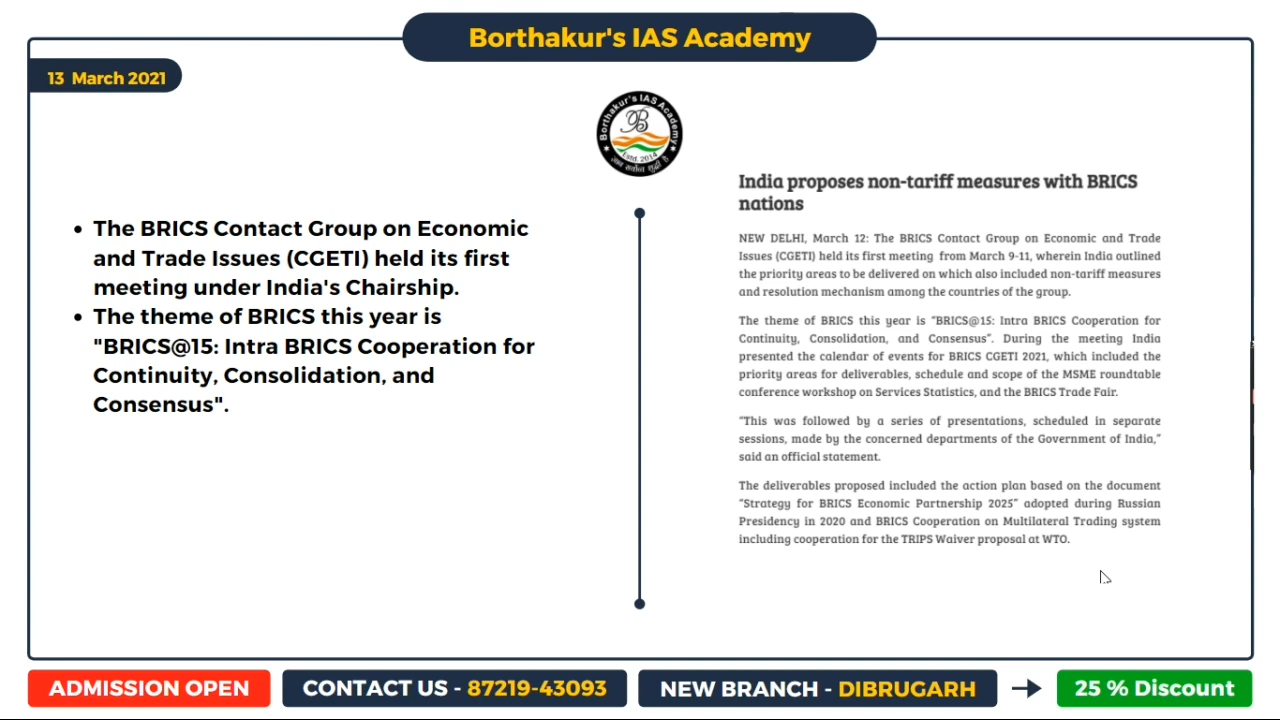 Borthakur's IAS Academy
13 March 2021
Borthakur's IAS Academy
B
Estd. 2014
• The BRICS Contact Group on Economic
and Trade Issues (CGETI) held its first
meeting under India's Chairship.
• The theme of BRICS this year is
"BRICS@15: Intra BRICS Cooperation for
Continuity, Consolidation, and
Consensus".
India proposes non-tariff measures with BRICS
nations
NEW DELHI, March 12: The BRICS Contact Group on Economic and Trade
Issues (CGETI) held its first meeting from March 9-11, wherein India outlined
the priority areas to be delivered on which also included non-tariff measures
and resolution mechanism among the countries of the group.
The theme of BRICS this year is "BRICS@15: Intra BRICS Cooperation for
Continuity, Consolidation, and Consensus". During the meeting India
presented the calendar of events for BRICS CGETI 2021, which included the
priority areas for deliverables, schedule and scope of the MSME roundtable
conference workshop on Services Statistics, and the BRICS Trade Fair.
"This was followed by a series of presentations, scheduled in separate
sessions, made by the concerned departments of the Government of India,"
said an official statement.
The deliverables proposed included the action plan based on the document
"Strategy for BRICS Economic Partnership 2025" adopted during Russian
Presidency in 2020 and BRICS Cooperation on Multilateral Trading system
including cooperation for the TRIPS Waiver proposal at WTO.
ADMISSION OPEN
CONTACT US - 87219-43093
NEW BRANCH - DIBRUGARH
25 % Discount